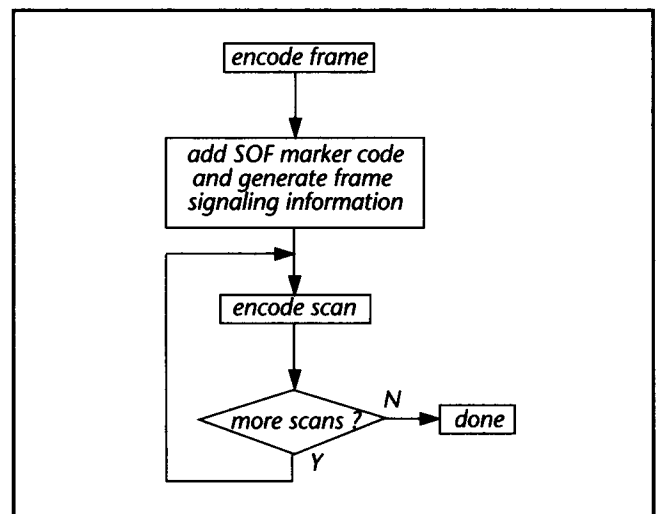 encode frame
add SOF marker code
and generate frame
signaling information
encode scan
more scans ?
N
done
Y